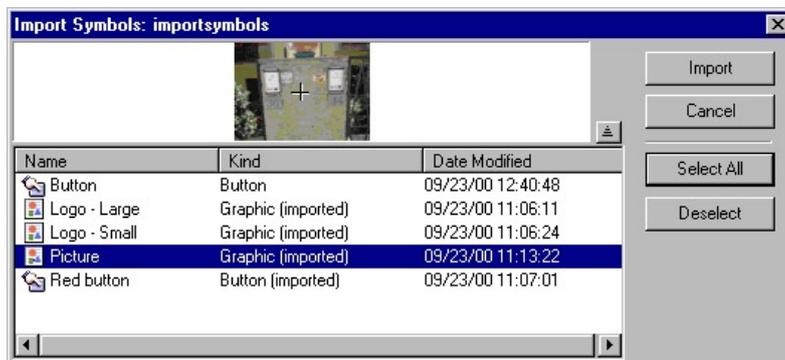 Import Symbols: importsymbols
Import
Cancel
Select All
Deselect
Name Kind Date Modified
Button Button 09/23/00 12:40:48
Logo - Large Graphic (imported) 09/23/00 11:06:11
Logo - Small Graphic (imported) 09/23/00 11:06:24
Picture Graphic (imported) 09/23/00 11:13:22
Red button Button (imported) 09/23/00 11:07:01